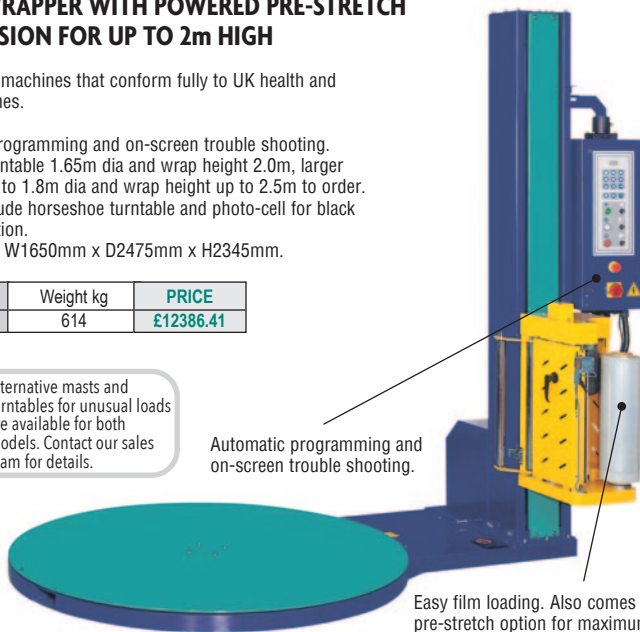 RAPPER WITH POWERED PRE-STRETCH
SION FOR UP TO 2m HIGH
machines that conform fully to UK health and
nes.
rogramming and on-screen trouble shooting.
ntable 1.65m dia and wrap height 2.0m, larger
to 1.8m dia and wrap height up to 2.5m to order.
ude horseshoe turntable and photo-cell for black
tion.
W1650mm x D2475mm x H2345mm.
Weight kg PRICE
614 £12386.41
ternative masts and
rntables for unusual loads
re available for both
odels. Contact our sales
am for details.
Automatic programming and
on-screen trouble shooting.
Easy film loading. Also comes
pre-stretch option for maximum